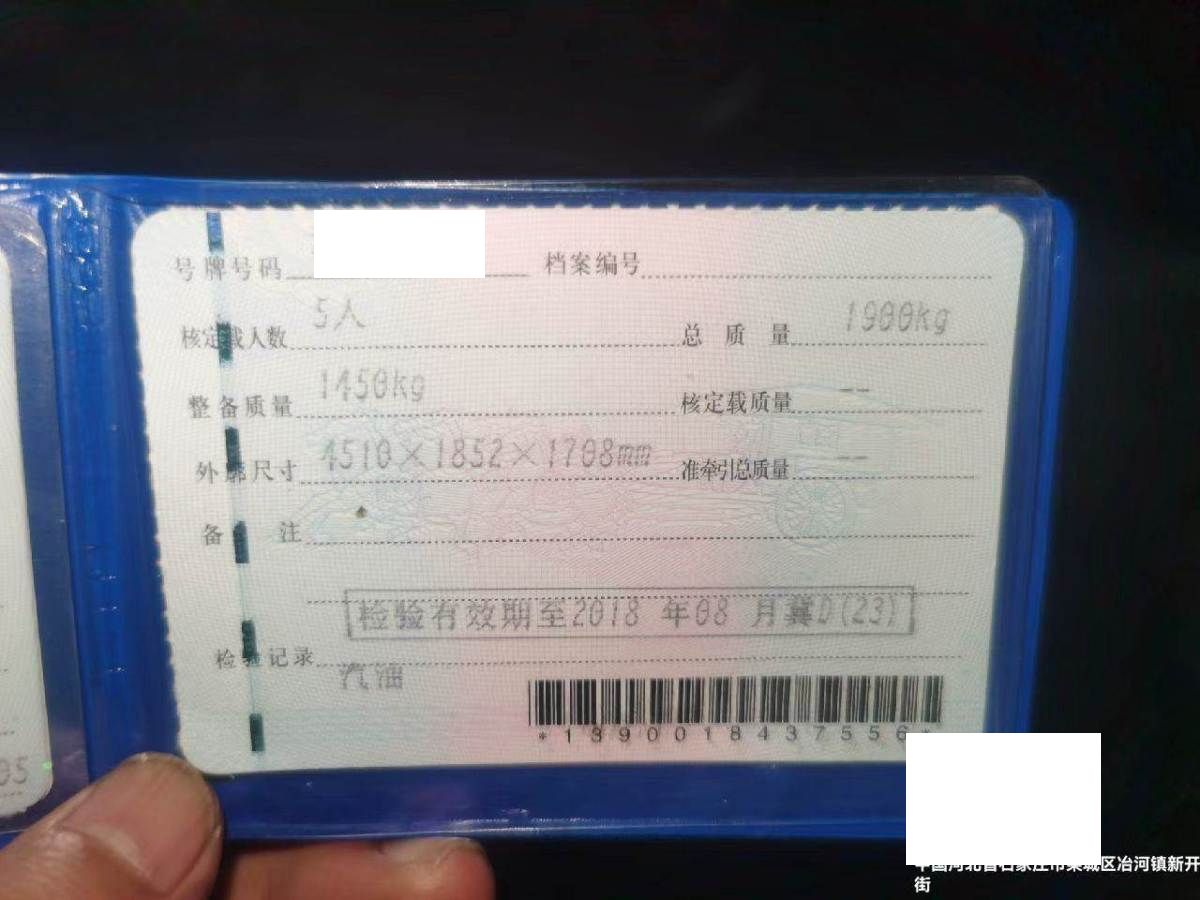 号牌号码 档案编号
核定载人数 5人 总质量 1900kg
整备质量 1450kg 核定载质量 --
外廓尺寸 4510×1852×1708mm 准牵引总质量 --
备注
检验有效期至2018 年08 月冀D(23)
检验记录
汽油
*1390018437556*
05
中国河北省石家庄市栾城区冶河镇新开
街